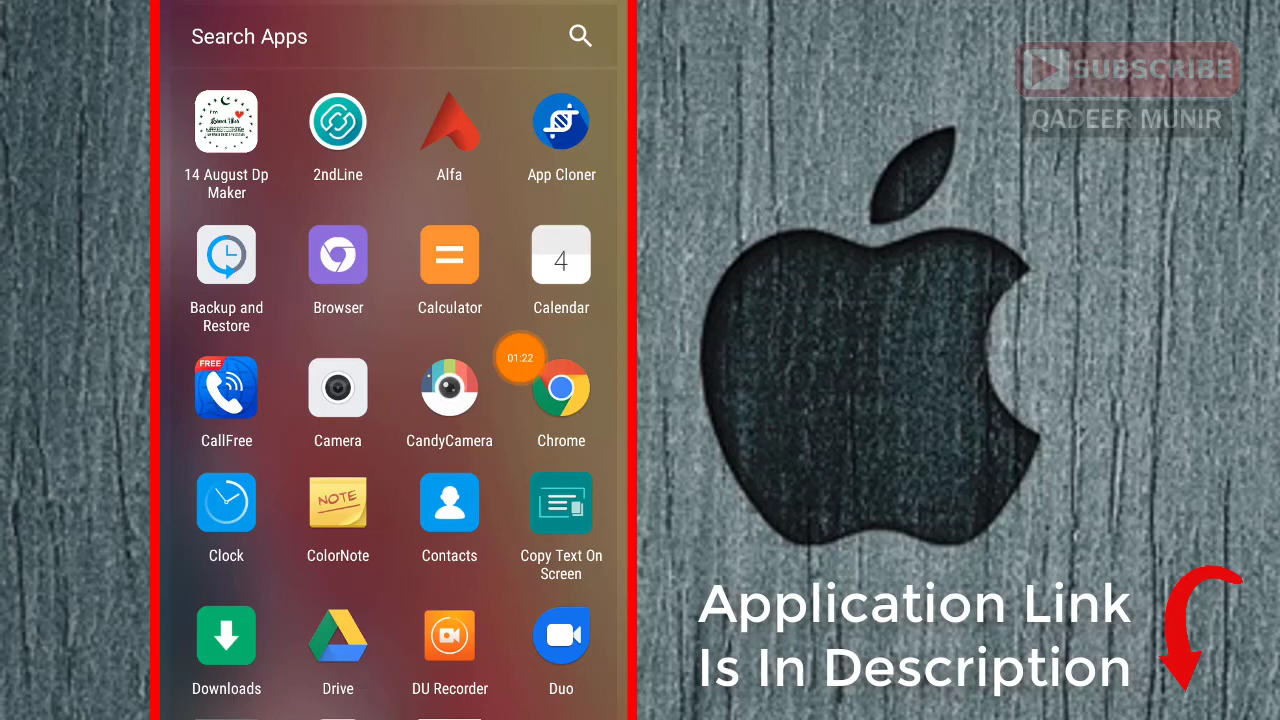 Search Apps
14 August Dp
Maker
2ndLine
Alfa
App Cloner
Backup and
Restore
Browser
Calculator
4
Calendar
FREE
CallFree
Camera
CandyCamera
01:22
Chrome
Clock
NOTE
ColorNote
Contacts
Copy Text On
Screen
Downloads
Drive
DU Recorder
Duo
SUBSCRIBE
QADEER MUNIR
Application Link
Is In Description